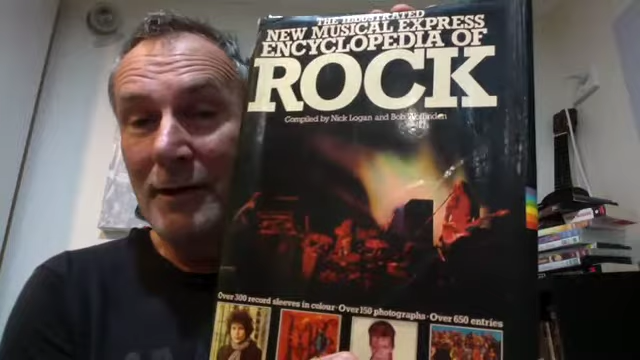 THE ILLUSTRATED
NEW MUSICAL EXPRESS
ENCYCLOPEDIA OF
ROCK
Compiled by Nick Logan and Bob Woffinden
Over 300 record sleeves in colour · Over 150 photographs · Over 650 entries